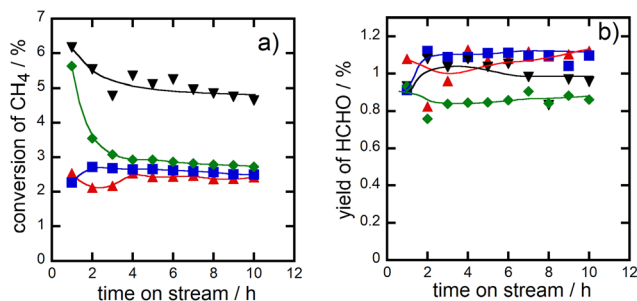 a)
conversion of CH4 / %
7
6
5
4
3
2
1
0
0 2 4 6 8 10 12
time on stream / h
b)
yield of HCHO / %
1.2
1
0.8
0.6
0.4
0.2
0
0 2 4 6 8 10 12
time on stream / h